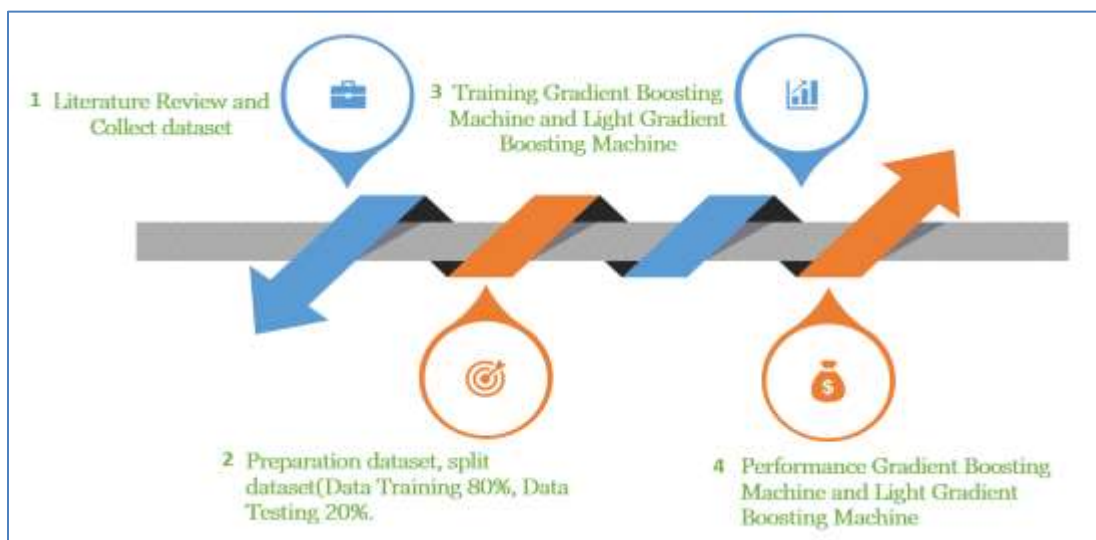 1 Literature Review and
Collect dataset
3 Training Gradient Boosting
Machine and Light Gradient
Boosting Machine
$
2 Preparation dataset, split
dataset(Data Training 80%, Data
Testing 20%.
4 Performance Gradient Boosting
Machine and Light Gradient
Boosting Machine